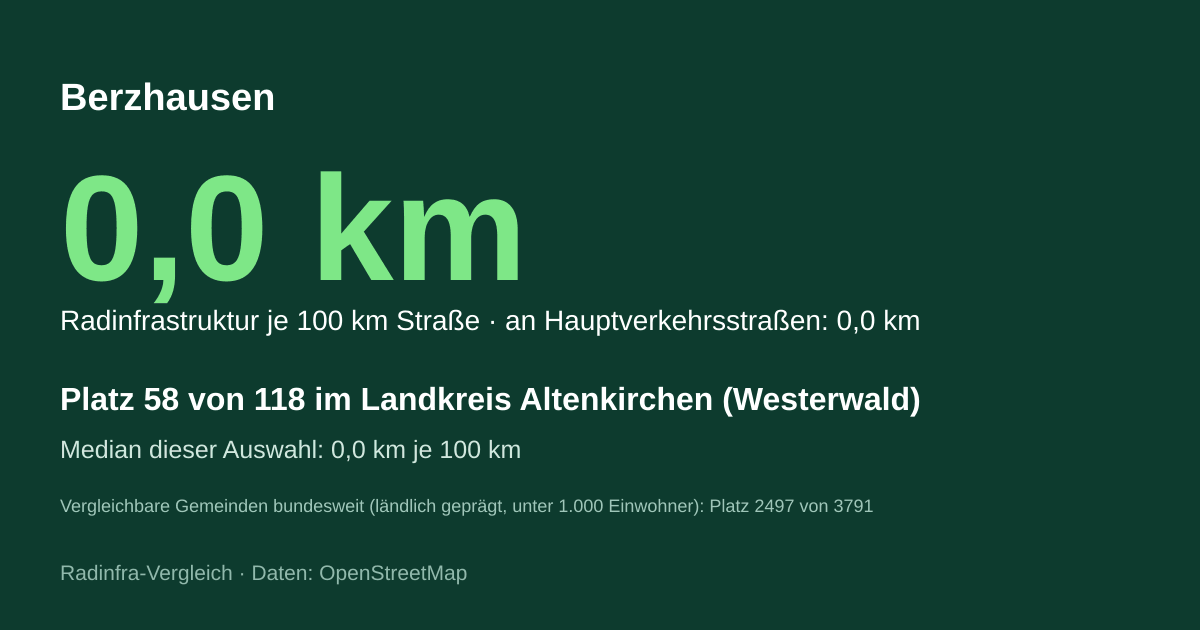 Berzhausen
0,0 km
Radinfrastruktur je 100 km Straße · an Hauptverkehrsstraßen: 0,0 km
Platz 58 von 118 im Landkreis Altenkirchen (Westerwald)
Median dieser Auswahl: 0,0 km je 100 km
Vergleichbare Gemeinden bundesweit (ländlich geprägt, unter 1.000 Einwohner): Platz 2497 von 3791
Radinfra-Vergleich · Daten: OpenStreetMap